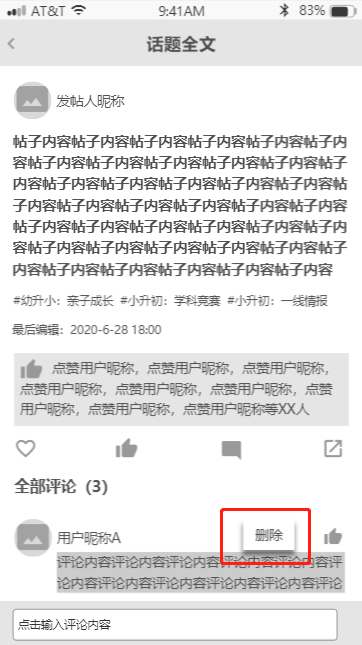 AT&T 9:41AM 83%
话题全文
发帖人昵称
帖子内容帖子内容帖子内容帖子内容帖子内容帖子内
容帖子内容帖子内容帖子内容帖子内容帖子内容帖子
内容帖子内容帖子内容帖子内容帖子内容帖子内容帖
子内容帖子内容帖子内容帖子内容帖子内容帖子内容
帖子内容帖子内容帖子内容帖子内容帖子内容帖子内
容帖子内容帖子内容帖子内容帖子内容帖子内容帖子
内容帖子内容帖子内容帖子内容帖子内容帖子内容
#幼升小：亲子成长 #小升初：学科竞赛 #小升初：一线情报
最后编辑：2020-6-28 18:00
点赞用户昵称，点赞用户昵称，点赞用户昵称，
点赞用户昵称，点赞用户昵称，点赞用户昵称，点赞
用户昵称，点赞用户昵称，点赞用户昵称等XX人
全部评论（3）
用户昵称A
删除
评论内容评论内容评论内容评论内容评论内容评论
内容评论内容评论内容评论内容评论内容评论
点击输入评论内容